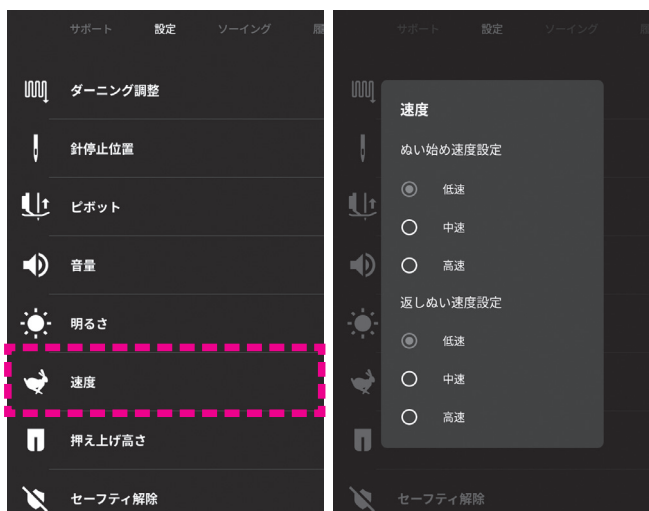 サポート 設定 ソーイング
ダーニング調整
針停止位置
ピボット
音量
明るさ
速度
押え上げ高さ
セーフティ解除
サポート 設定 ソーイング
速度
ぬい始め速度設定
低速
中速
高速
返しぬい速度設定
低速
中速
高速
セーフティ解除